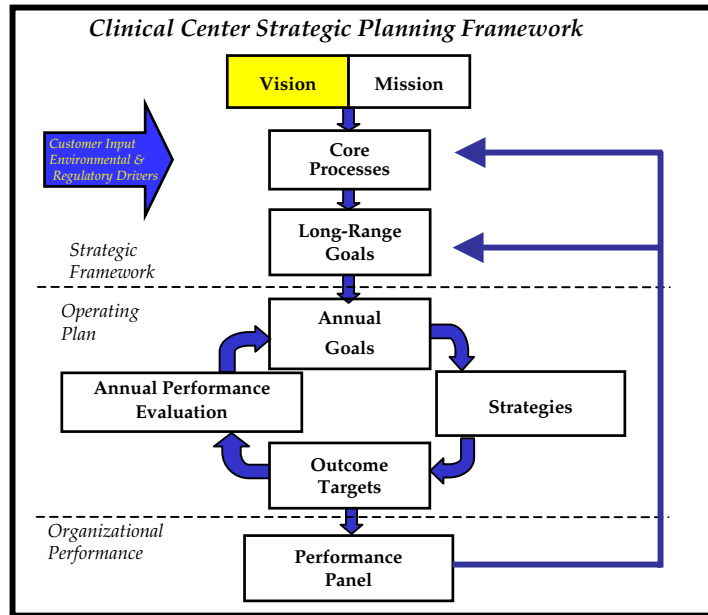 Clinical Center Strategic Planning Framework
Vision
Mission
Customer Input
Environmental &
Regulatory Drivers
Core
Processes
Long-Range
Goals
Strategic
Framework
Operating
Plan
Annual
Goals
Annual Performance
Evaluation
Strategies
Outcome
Targets
Organizational
Performance
Performance
Panel